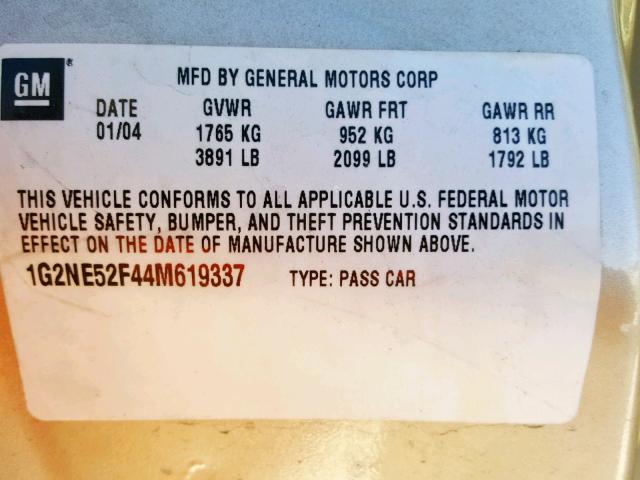 GM®
MFD BY GENERAL MOTORS CORP
DATE GVWR GAWR FRT GAWR RR
01/04 1765 KG 952 KG 813 KG
3891 LB 2099 LB 1792 LB
THIS VEHICLE CONFORMS TO ALL APPLICABLE U.S. FEDERAL MOTOR
VEHICLE SAFETY, BUMPER, AND THEFT PREVENTION STANDARDS IN
EFFECT ON THE DATE OF MANUFACTURE SHOWN ABOVE.
1G2NE52F44M619337 TYPE: PASS CAR